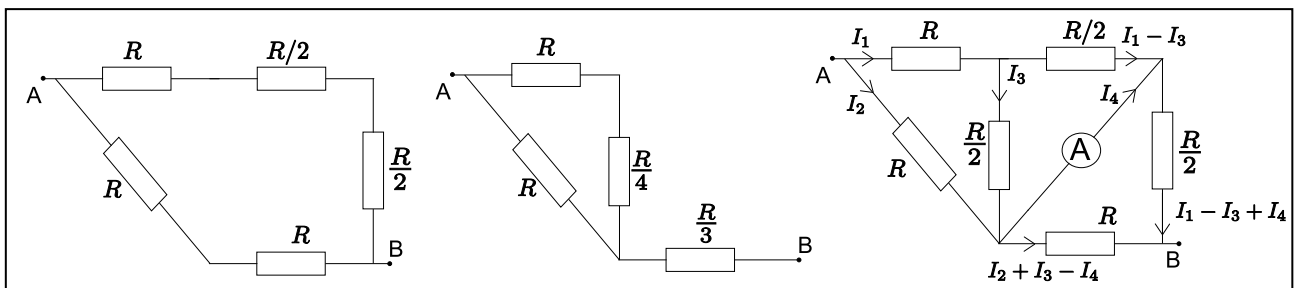 R R/2
A
R
R/2
R
B
R
A
R
R/4
R/3
B
I₁ R R/2 I₁ − I₃
A
I₂
I₃
I₄
R
R/2
A
R/2
R
I₁ − I₃ + I₄
I₂ + I₃ − I₄
B